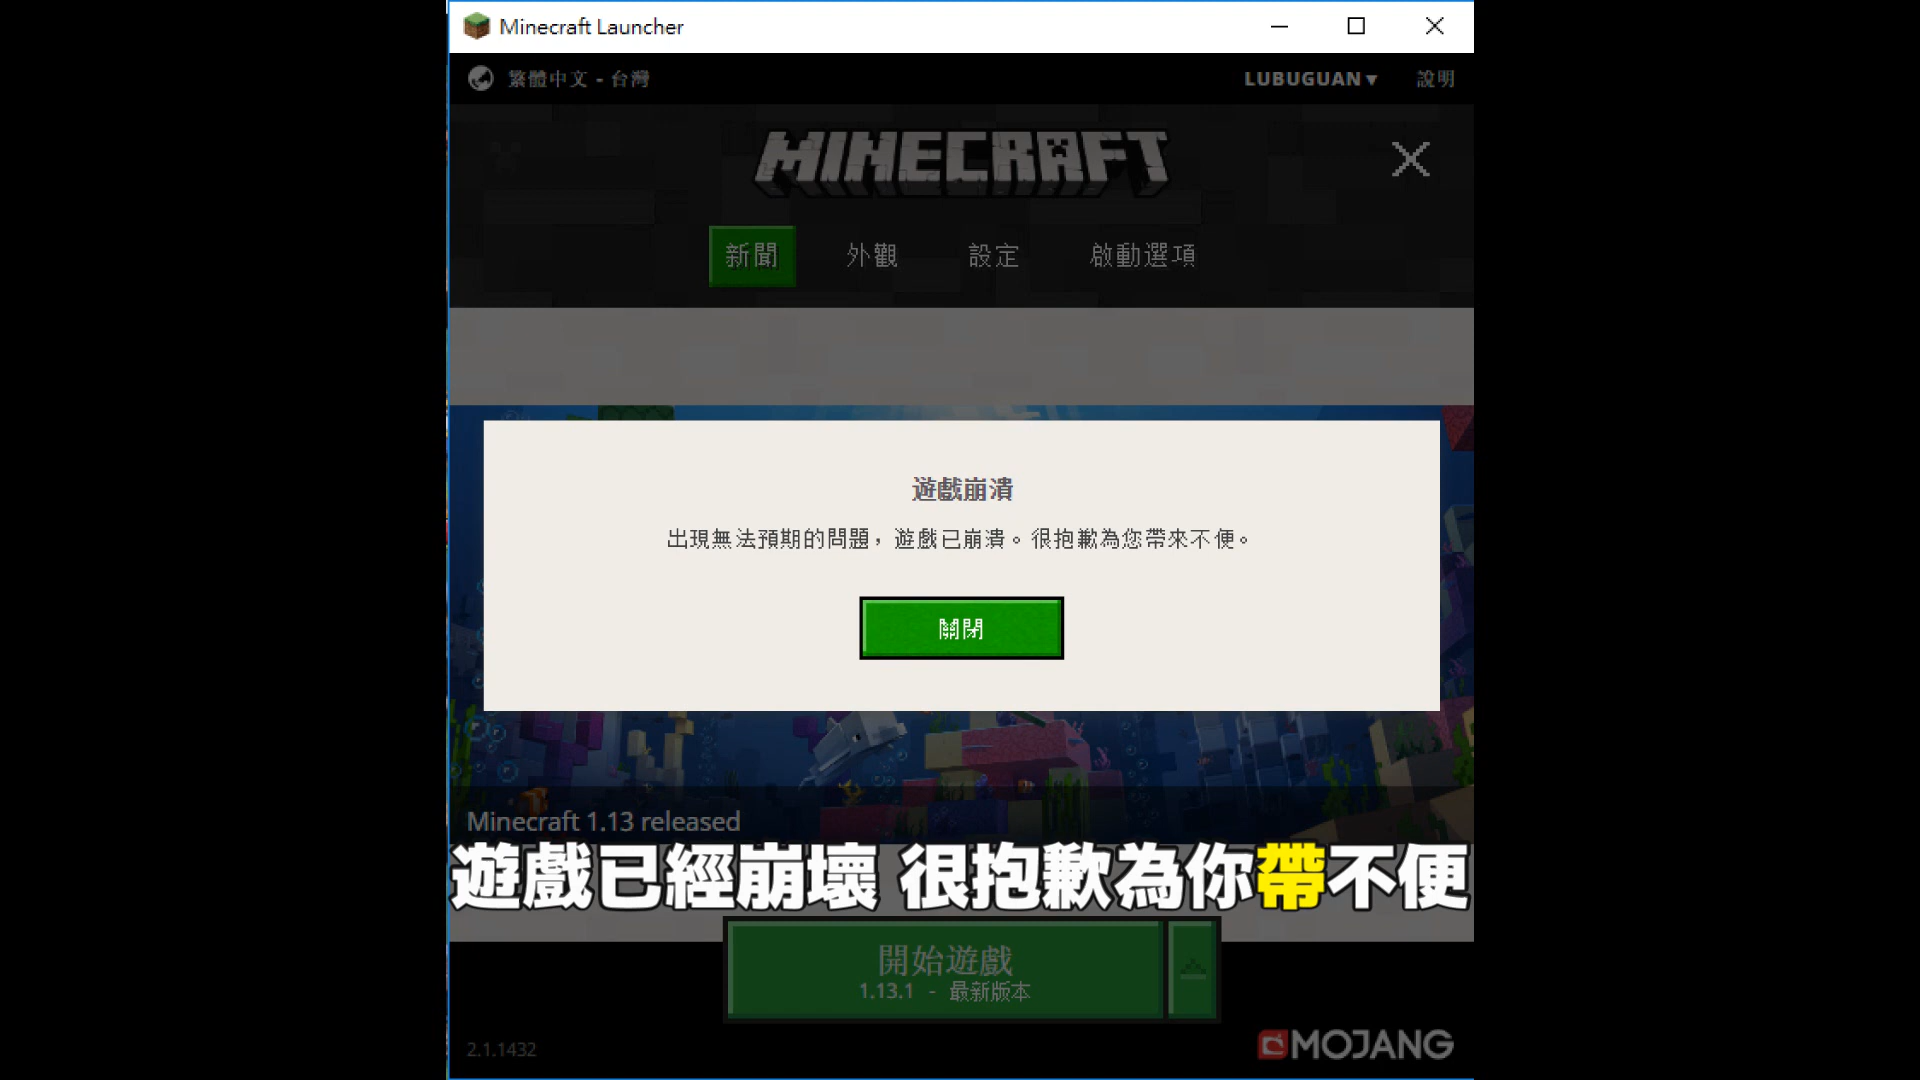 Minecraft Launcher
繁體中文 - 台灣
LUBUGUAN▼
說明
MINECRAFT
新聞
外觀
設定
啟動選項
遊戲崩潰
出現無法預期的問題，遊戲已崩潰。很抱歉為您帶來不便。
關閉
Minecraft 1.13 released
遊戲已經崩壞 很抱歉為你帶不便
開始遊戲
1.13.1 - 最新版本
2.1.1432
MOJANG